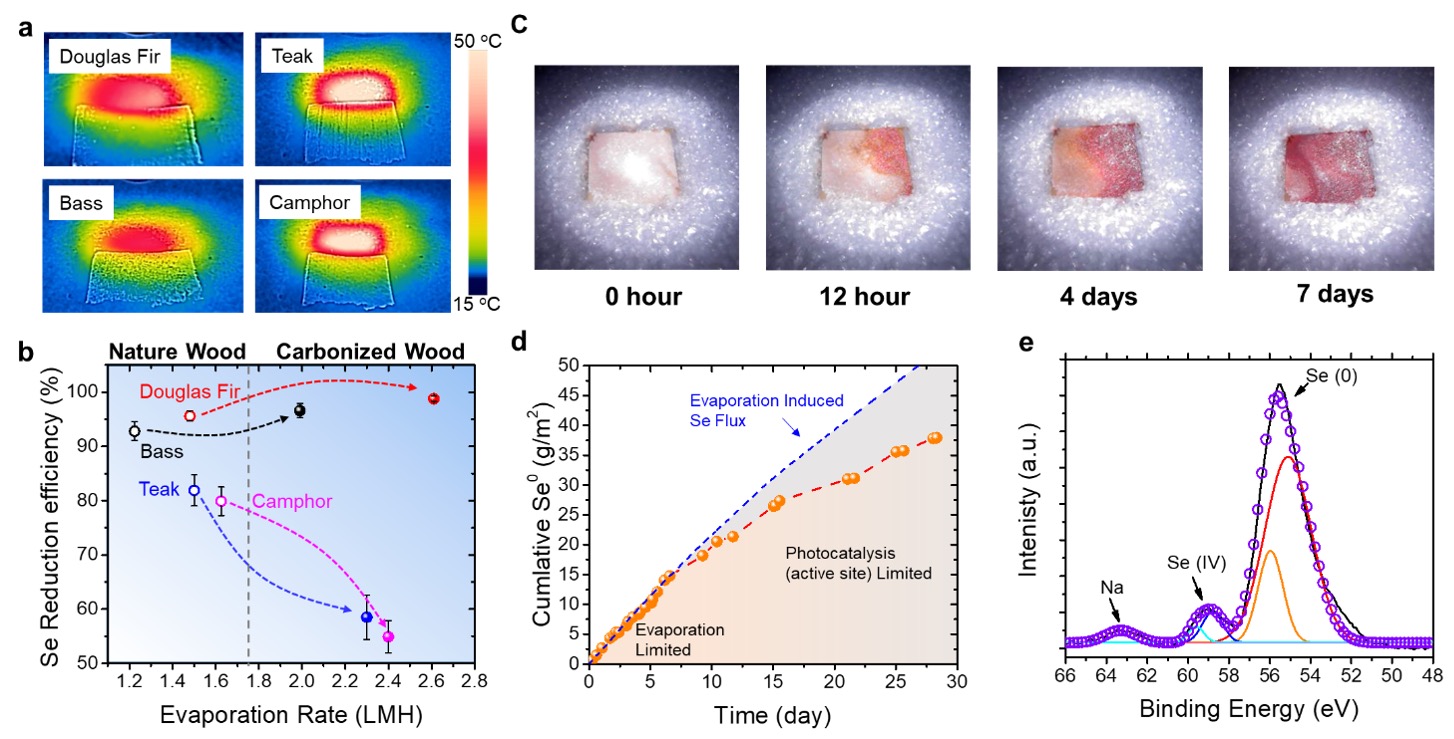 a
Douglas Fir
Teak
50 °C
Bass
Camphor
15 °C
c
0 hour
12 hour
4 days
7 days
b
Nature Wood
Carbonized Wood
Se Reduction efficiency (%)
100
90
80
70
60
50
Douglas Fir
Bass
Teak
Camphor
1.2 1.4 1.6 1.8 2.0 2.2 2.4 2.6 2.8
Evaporation Rate (LMH)
d
Cumlative Se⁰ (g/m²)
50
45
40
35
30
25
20
15
10
5
0
Evaporation Induced
Se Flux
Photocatalysis
(active site) Limited
Evaporation
Limited
0 5 10 15 20 25 30
Time (day)
e
Intenisty (a.u.)
Se (0)
Se (IV)
Na
66 64 62 60 58 56 54 52 50 48
Binding Energy (eV)